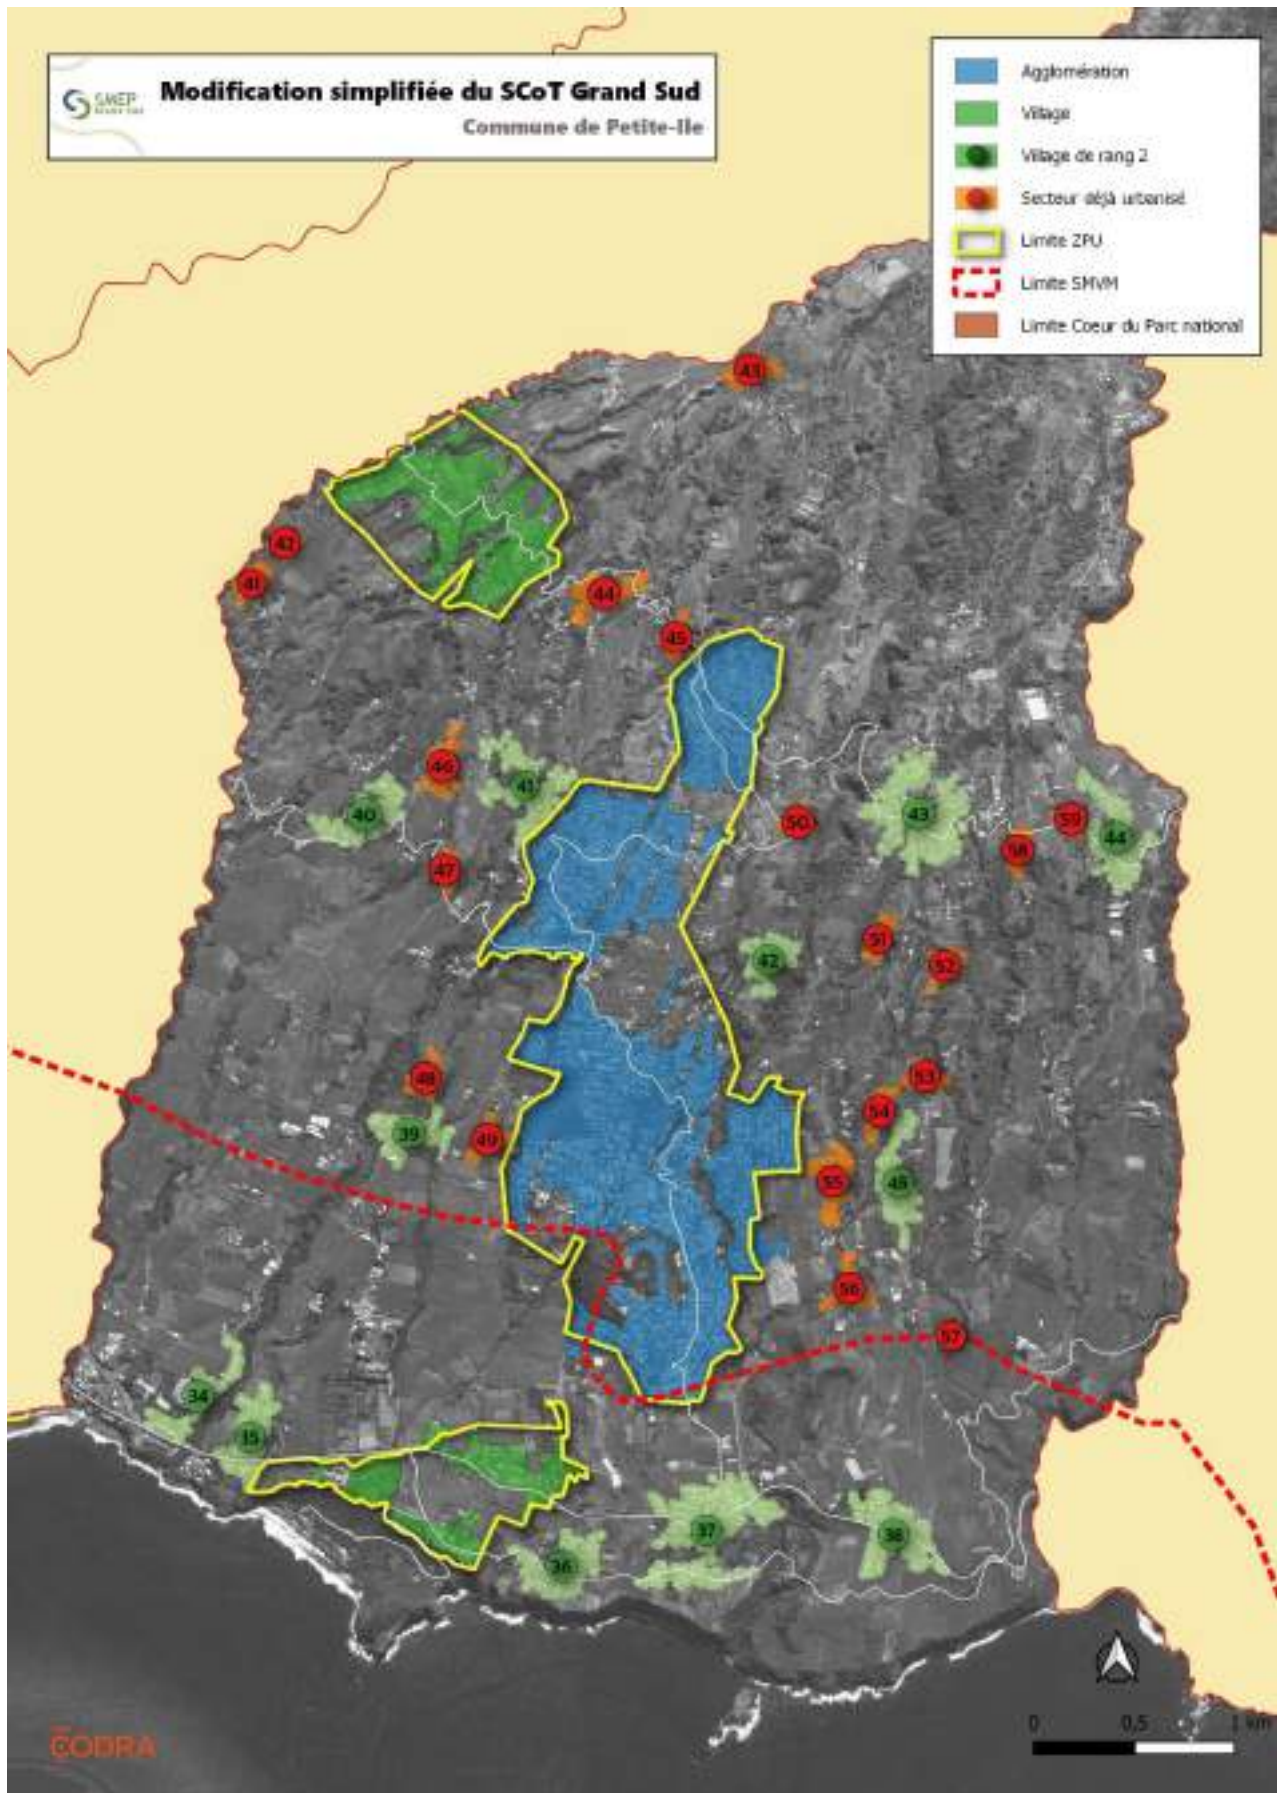 SMEP
Modification simplifiée du SCoT Grand Sud
Commune de Petite-Ile
Agglomération
Village
Village de rang 2
Secteur déjà urbanisé
Limite ZPU
Limite SMVM
Limite Coeur du Parc national
43
42
41
44
45
46
41
40
50
43
59
44
58
47
51
42
52
48
53
54
39
49
55
45
56
57
34
35
37
38
36
0 0,5 1 km
CODRA